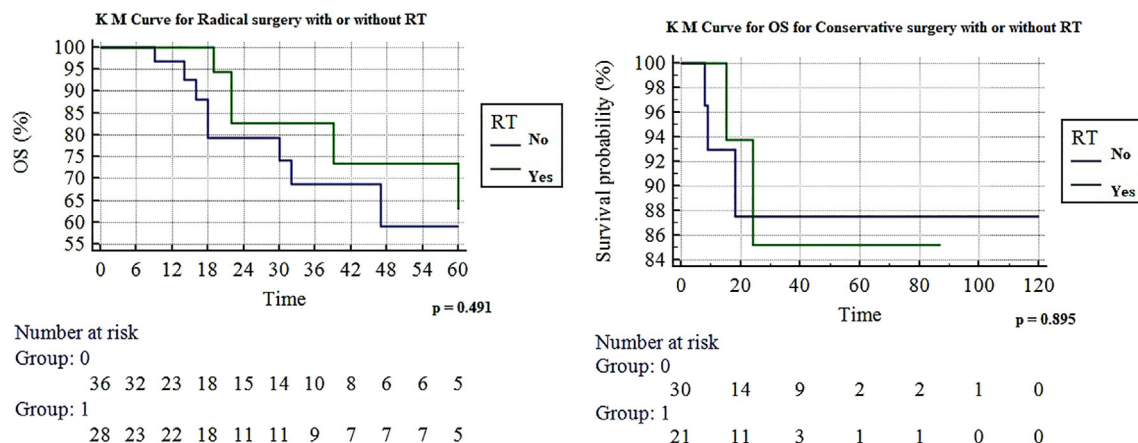 K M Curve for Radical surgery with or without RT
100
95
90
85
80
75
70
65
60
55
OS (%)
0 6 12 18 24 30 36 42 48 54 60
Time
p = 0.491
RT
No
Yes
Number at risk
Group: 0
36 32 23 18 15 14 10 8 6 6 5
Group: 1
28 23 22 18 11 11 9 7 7 7 5
K M Curve for OS for Conservative surgery with or without RT
100
98
96
94
92
90
88
86
84
Survival probability (%)
0 20 40 60 80 100 120
Time
p = 0.895
RT
No
Yes
Number at risk
Group: 0
30 14 9 2 2 1 0
Group: 1
21 11 3 1 1 0 0